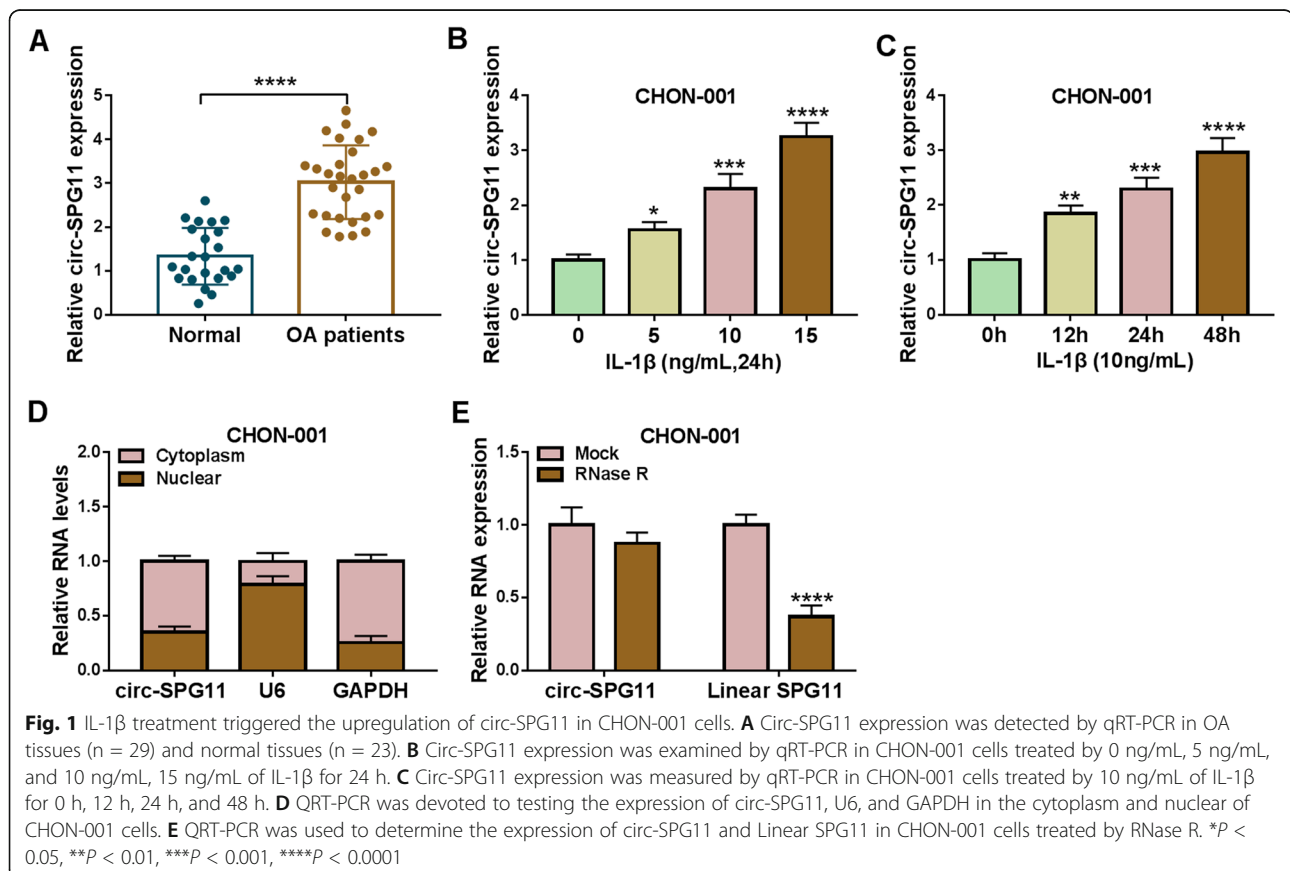 A
Relative circ-SPG11 expression
****
5
4
3
2
1
0
Normal OA patients
B
Relative circ-SPG11 expression
CHON-001
4
3
2
1
0
*
***
****
0 5 10 15
IL-1β (ng/mL,24h)
C
Relative circ-SPG11 expression
CHON-001
4
3
2
1
0
**
***
****
0h 12h 24h 48h
IL-1β (10ng/mL)
D
Relative RNA levels
CHON-001
2.0
1.5
1.0
0.5
0.0
Cytoplasm
Nuclear
circ-SPG11 U6 GAPDH
E
Relative RNA expression
CHON-001
1.5
1.0
0.5
0.0
Mock
RNase R
****
circ-SPG11 Linear SPG11
Fig. 1 IL-1β treatment triggered the upregulation of circ-SPG11 in CHON-001 cells. A Circ-SPG11 expression was detected by qRT-PCR in OA
tissues (n = 29) and normal tissues (n = 23). B Circ-SPG11 expression was examined by qRT-PCR in CHON-001 cells treated by 0 ng/mL, 5 ng/mL,
and 10 ng/mL, 15 ng/mL of IL-1β for 24 h. C Circ-SPG11 expression was measured by qRT-PCR in CHON-001 cells treated by 10 ng/mL of IL-1β
for 0 h, 12 h, 24 h, and 48 h. D QRT-PCR was devoted to testing the expression of circ-SPG11, U6, and GAPDH in the cytoplasm and nuclear of
CHON-001 cells. E QRT-PCR was used to determine the expression of circ-SPG11 and Linear SPG11 in CHON-001 cells treated by RNase R. *P <
0.05, **P < 0.01, ***P < 0.001, ****P < 0.0001